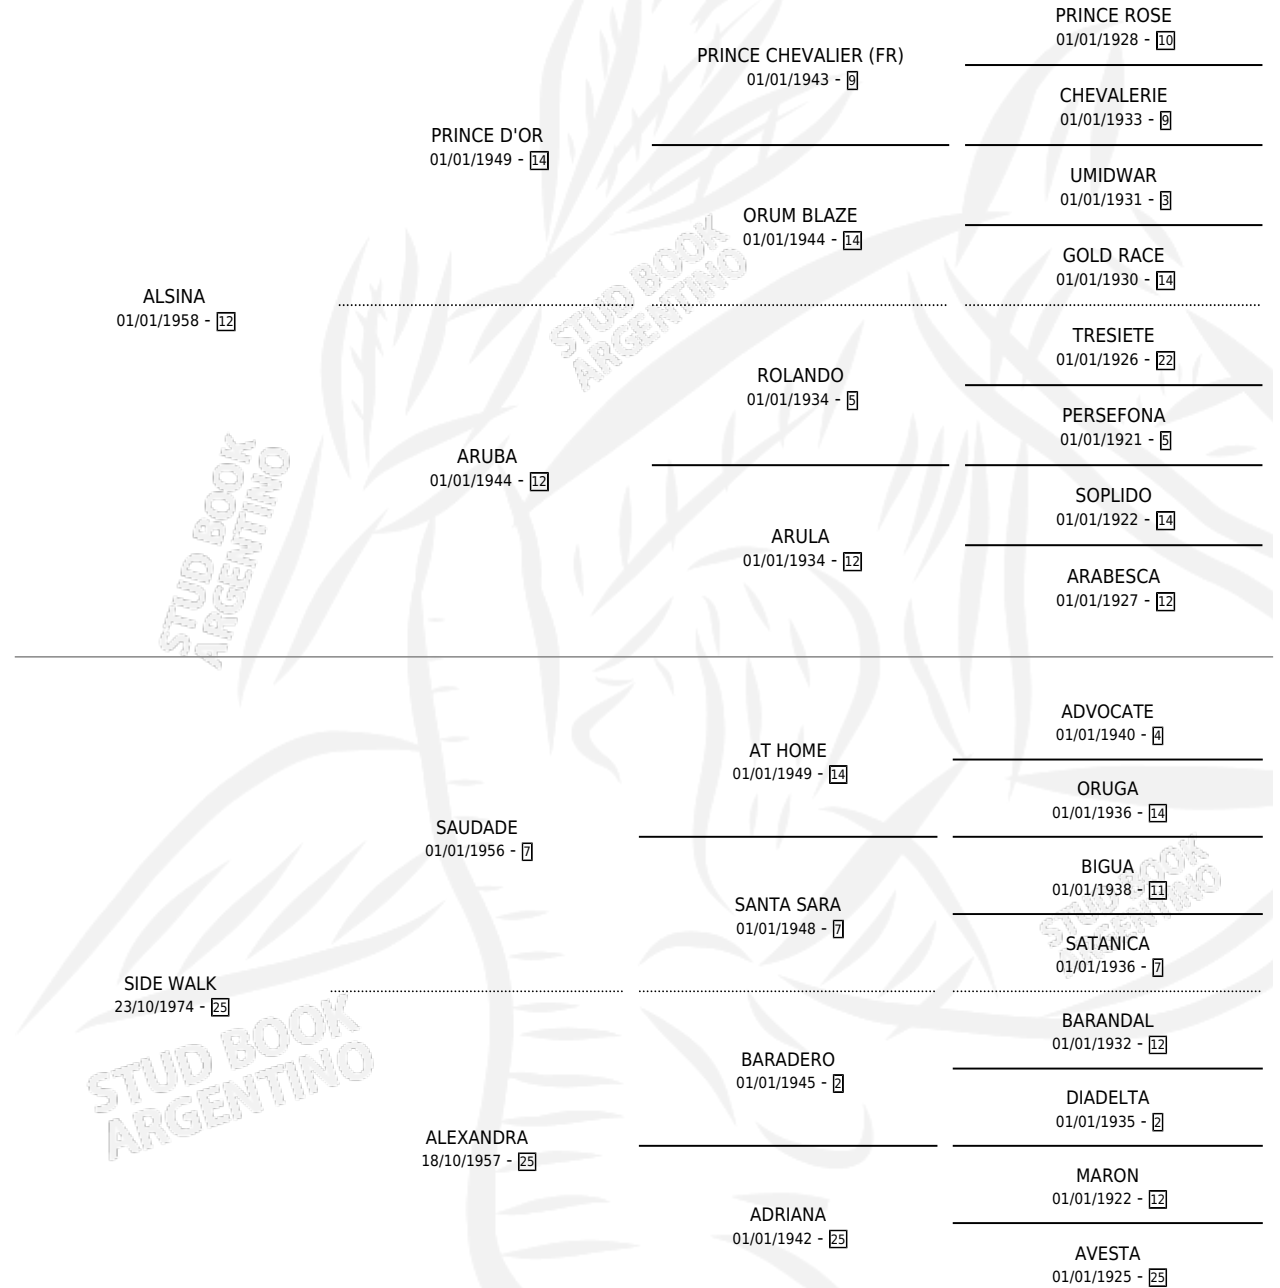 PRINCE ROSE
01/01/1928 - 10
PRINCE CHEVALIER (FR)
01/01/1943 - 9
CHEVALERIE
01/01/1933 - 9
PRINCE D'OR
01/01/1949 - 14
UMIDWAR
01/01/1931 - 3
ORUM BLAZE
01/01/1944 - 14
GOLD RACE
01/01/1930 - 14
ALSINA
01/01/1958 - 12
TRESIETE
01/01/1926 - 22
ROLANDO
01/01/1934 - 5
PERSEFONA
01/01/1921 - 5
ARUBA
01/01/1944 - 12
SOPLIDO
01/01/1922 - 14
ARULA
01/01/1934 - 12
ARABESCA
01/01/1927 - 12
STUD BOOK
ARGENTINO
STUD BOOK
ARGENTINO
ADVOCATE
01/01/1940 - 4
AT HOME
01/01/1949 - 14
ORUGA
01/01/1936 - 14
SAUDADE
01/01/1956 - 7
BIGUA
01/01/1938 - 11
SANTA SARA
01/01/1948 - 7
SATANICA
01/01/1936 - 7
SIDE WALK
23/10/1974 - 25
BARANDAL
01/01/1932 - 12
BARADERO
01/01/1945 - 2
DIADELTA
01/01/1935 - 2
ALEXANDRA
18/10/1957 - 25
MARON
01/01/1922 - 12
ADRIANA
01/01/1942 - 25
AVESTA
01/01/1925 - 25
STUD BOOK
ARGENTINO
STUD BOOK
ARGENTINO